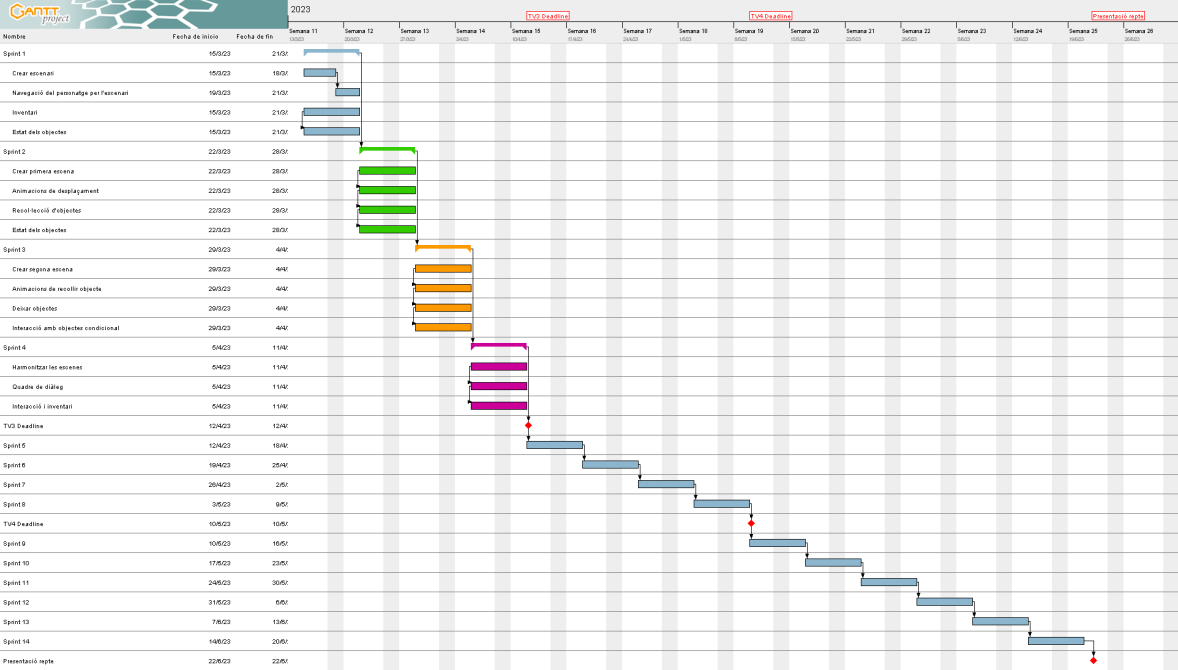 GANTT project
2023
TV3 Deadline
TV4 Deadline
Presentació repte
Nombre Fecha de inicio Fecha de fin
Semana 11 Semana 12 Semana 13 Semana 14 Semana 15 Semana 16 Semana 17 Semana 18 Semana 19 Semana 20 Semana 21 Semana 22 Semana 23 Semana 24 Semana 25 Semana 26
13/3/23 20/3/23 27/3/23 3/4/23 10/4/23 17/4/23 24/4/23 1/5/23 8/5/23 15/5/23 22/5/23 29/5/23 5/6/23 12/6/23 19/6/23 26/6/23
Sprint 1 15/3/23 21/3/
Crear escenari 15/3/23 18/3/
Navegació del personatge per l'escenari 19/3/23 21/3/
Inventari 15/3/23 21/3/
Estat dels objectes 15/3/23 21/3/
Sprint 2 22/3/23 28/3/
Crear primera escena 22/3/23 28/3/
Animacions de desplaçament 22/3/23 28/3/
Recol·lecció d'objectes 22/3/23 28/3/
Estat dels objectes 22/3/23 28/3/
Sprint 3 29/3/23 4/4/
Crear segona escena 29/3/23 4/4/
Animacions de recollir objecte 29/3/23 4/4/
Deixar objectes 29/3/23 4/4/
Interacció amb objectes condicional 29/3/23 4/4/
Sprint 4 5/4/23 11/4/
Harmonitzar les escenes 5/4/23 11/4/
Quadre de diàleg 5/4/23 11/4/
Interacció i inventari 5/4/23 11/4/
TV3 Deadline 12/4/23 12/4/
Sprint 5 12/4/23 18/4/
Sprint 6 19/4/23 25/4/
Sprint 7 26/4/23 2/5/
Sprint 8 3/5/23 9/5/
TV4 Deadline 10/5/23 10/5/
Sprint 9 10/5/23 16/5/
Sprint 10 17/5/23 23/5/
Sprint 11 24/5/23 30/5/
Sprint 12 31/5/23 6/6/
Sprint 13 7/6/23 13/6/
Sprint 14 14/6/23 20/6/
Presentació repte 22/6/23 22/6/